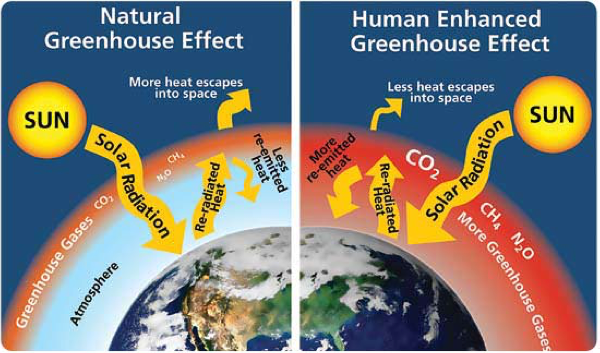 Natural
Greenhouse Effect
More heat escapes
into space
SUN
Solar Radiation
CH4
N2O
CO2
Re-radiated
Heat
Less
re-emitted
heat
Greenhouse Gases
Atmosphere
Human Enhanced
Greenhouse Effect
Less heat escapes
into space
SUN
More
re-emitted
heat
Re-radiated
Heat
CO2
Solar Radiation
CH4
N2O
More Greenhouse Gases